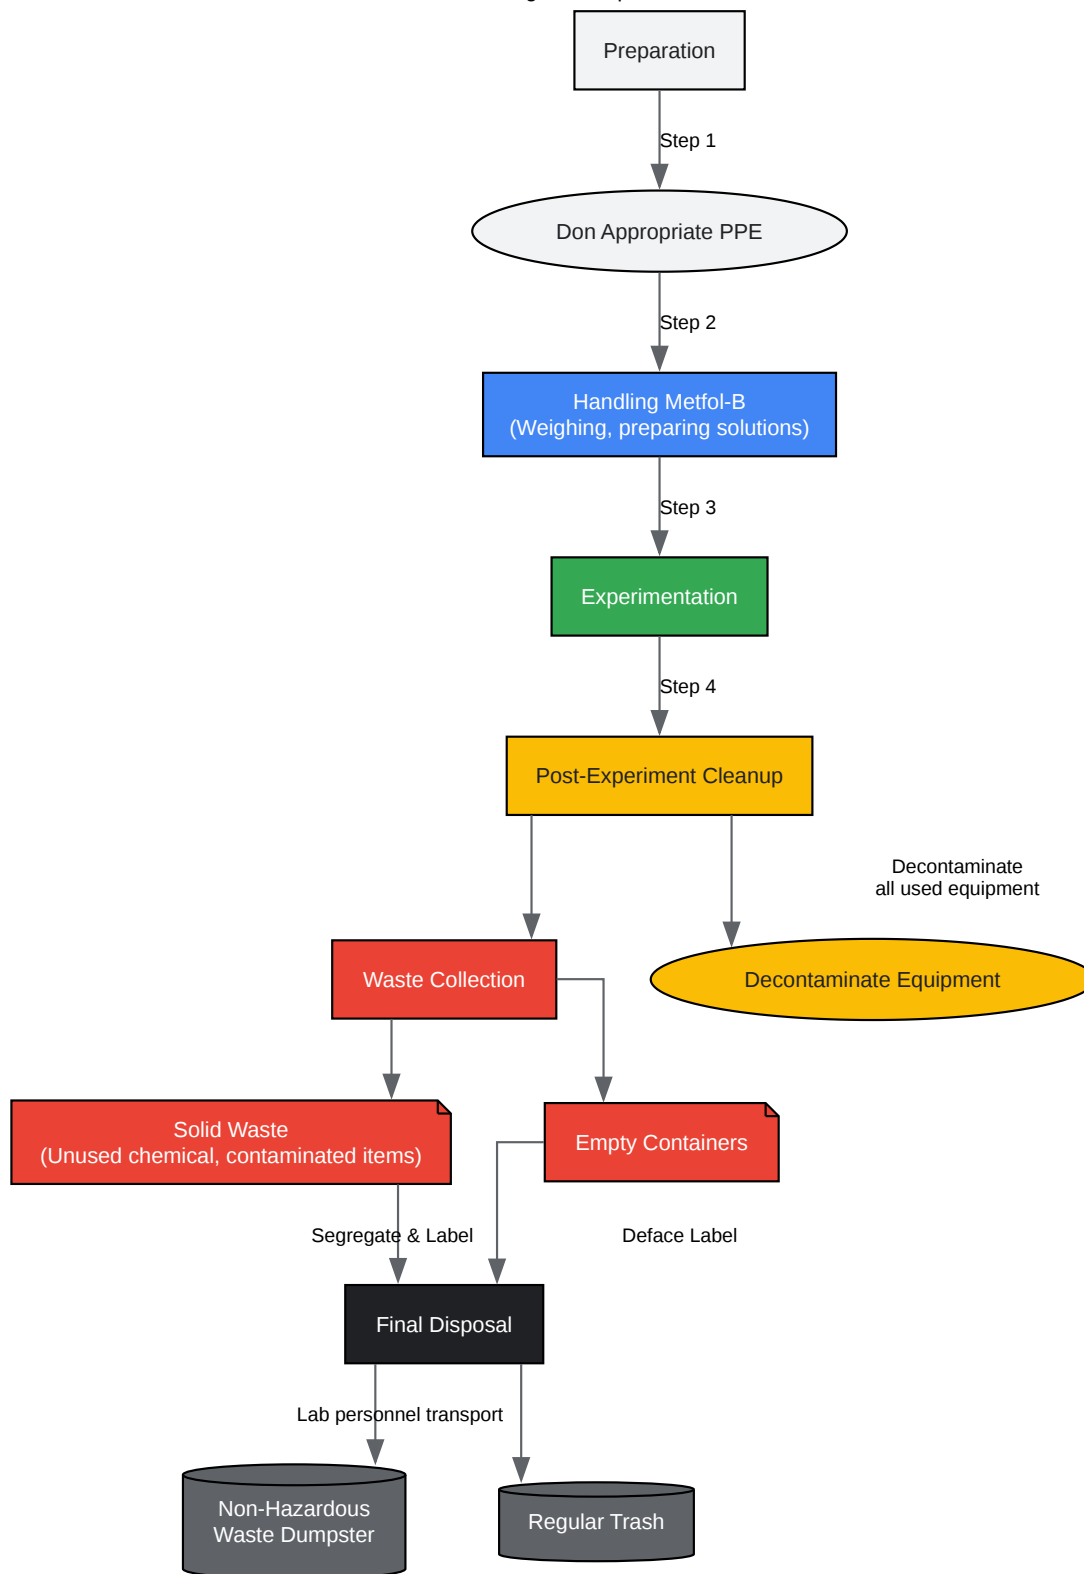 Preparation
Step 1
Don Appropriate PPE
Step 2
Handling Metfol-B
(Weighing, preparing solutions)
Step 3
Experimentation
Step 4
Post-Experiment Cleanup
Decontaminate
all used equipment
Waste Collection
Decontaminate Equipment
Solid Waste
(Unused chemical, contaminated items)
Empty Containers
Segregate & Label
Deface Label
Final Disposal
Lab personnel transport
Non-Hazardous
Waste Dumpster
Regular Trash